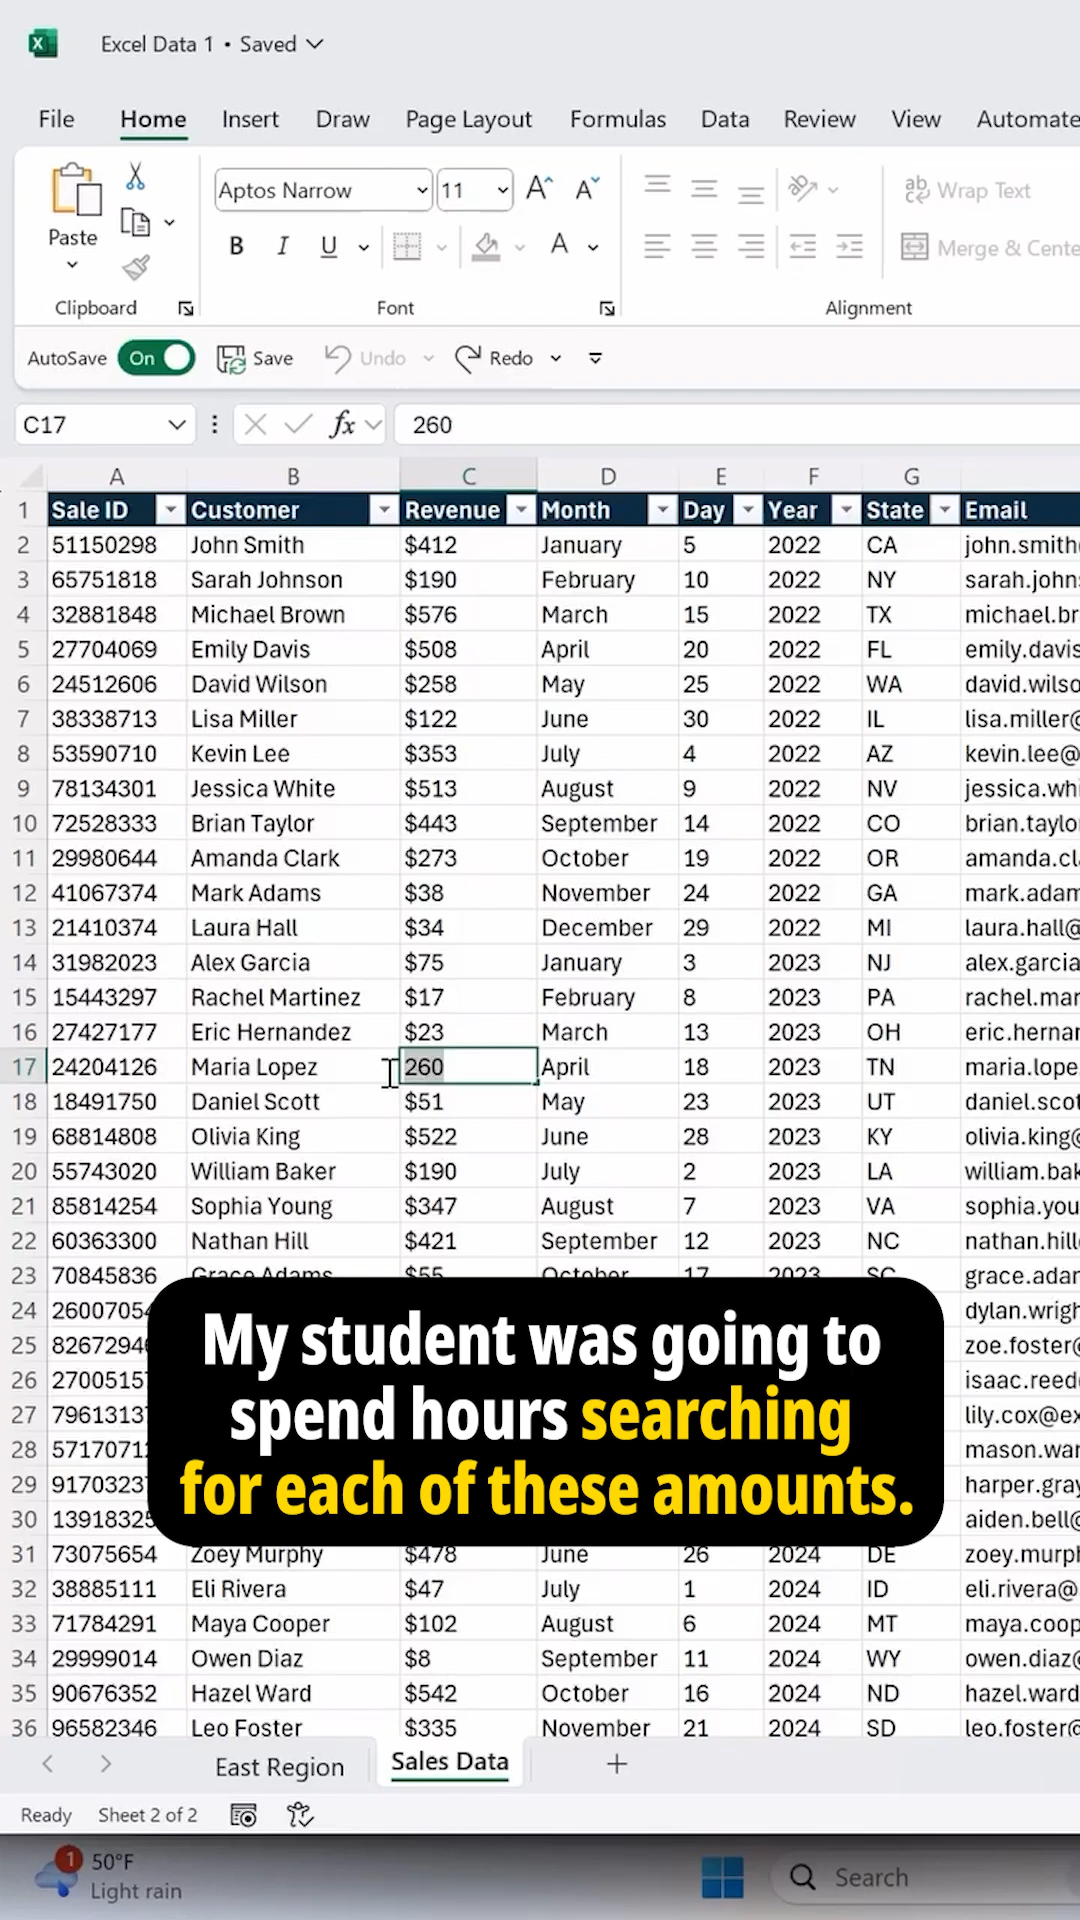 Excel Data 1 • Saved
File Home Insert Draw Page Layout Formulas Data Review View Automate
Paste
Aptos Narrow 11
Wrap Text
B I U A
Merge & Cente
Clipboard Font Alignment
AutoSave On Save Undo Redo
C17 fx 260
A B C D E F G
1 Sale ID Customer Revenue Month Day Year State Email
2 51150298 John Smith $412 January 5 2022 CA john.smith
3 65751818 Sarah Johnson $190 February 10 2022 NY sarah.johns
4 32881848 Michael Brown $576 March 15 2022 TX michael.br
5 27704069 Emily Davis $508 April 20 2022 FL emily.davis
6 24512606 David Wilson $258 May 25 2022 WA david.wilso
7 38338713 Lisa Miller $122 June 30 2022 IL lisa.miller@
8 53590710 Kevin Lee $353 July 4 2022 AZ kevin.lee@
9 78134301 Jessica White $513 August 9 2022 NV jessica.whi
10 72528333 Brian Taylor $443 September 14 2022 CO brian.taylo
11 29980644 Amanda Clark $273 October 19 2022 OR amanda.cl
12 41067374 Mark Adams $38 November 24 2022 GA mark.adam
13 21410374 Laura Hall $34 December 29 2022 MI laura.hall@
14 31982023 Alex Garcia $75 January 3 2023 NJ alex.garcia
15 15443297 Rachel Martinez $17 February 8 2023 PA rachel.mar
16 27427177 Eric Hernandez $23 March 13 2023 OH eric.hernar
17 24204126 Maria Lopez 260 April 18 2023 TN maria.lope
18 18491750 Daniel Scott $51 May 23 2023 UT daniel.scot
19 68814808 Olivia King $522 June 28 2023 KY olivia.king@
20 55743020 William Baker $190 July 2 2023 LA william.bak
21 85814254 Sophia Young $347 August 7 2023 VA sophia.you
22 60363300 Nathan Hill $421 September 12 2023 NC nathan.hill
23 70845836 Grace Adams $55 October 17 2023 SC grace.adar
24 2600705 dylan.wrigh
25 8267294 zoe.foster@
26 2700515 isaac.reed
27 7961313 lily.cox@ex
28 5717071 mason.war
29 9170323 harper.gray
30 1391832 aiden.bell@
My student was going to
spend hours searching
for each of these amounts.
31 73075654 Zoey Murphy $478 June 26 2024 DE zoey.murph
32 38885111 Eli Rivera $47 July 1 2024 ID eli.rivera@
33 71784291 Maya Cooper $102 August 6 2024 MT maya.coop
34 29999014 Owen Diaz $8 September 11 2024 WY owen.diaz@
35 90676352 Hazel Ward $542 October 16 2024 ND hazel.ward
36 96582346 Leo Foster $335 November 21 2024 SD leo.foster@
East Region Sales Data
Ready Sheet 2 of 2
1 50°F
Light rain
Search